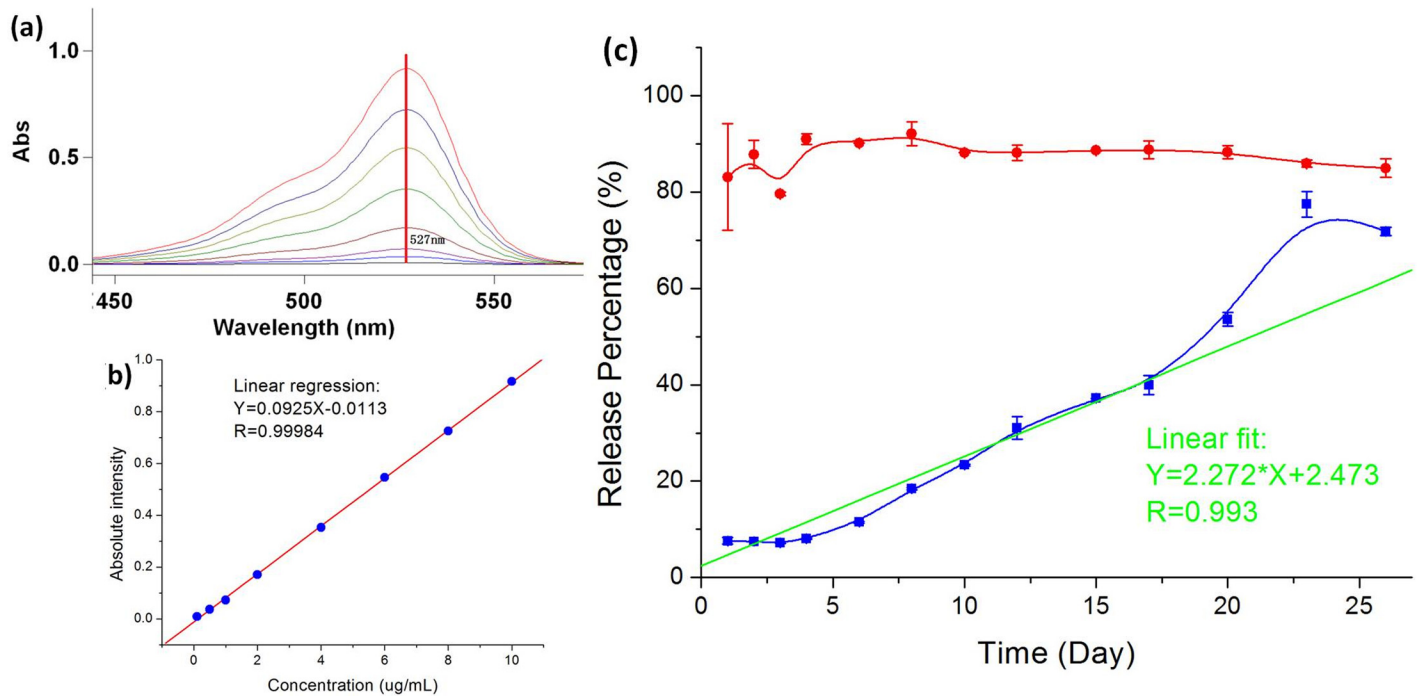 (a)
1.0
0.5
0.0
Abs
527nm
:450
500
550
Wavelength (nm)
b)
1.0
0.8
0.6
0.4
0.2
0.0
Absolute intensity
Linear regression:
Y=0.0925X-0.0113
R=0.99984
0
2
4
6
8
10
Concentration (ug/mL)
(c)
100
80
60
40
20
0
Release Percentage (%)
Linear fit:
Y=2.272*X+2.473
R=0.993
0
5
10
15
20
25
Time (Day)